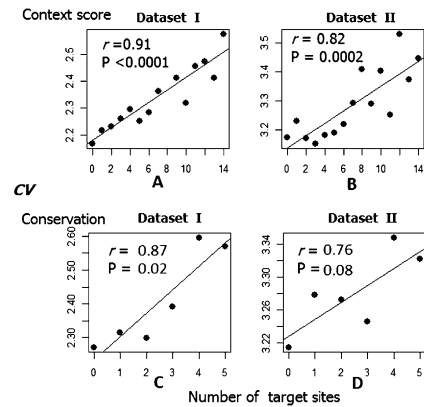 Context score
Dataset I
Dataset II
r=0.91
P <0.0001
r = 0.82
P = 0.0002
2.5
2.4
2.3
2.2
3.5
3.4
3.3
3.2
0 2 4 6 8 10 12 14
0 2 4 6 8 10 12 14
A
B
CV
Conservation
Dataset I
Dataset II
r = 0.87
P = 0.02
r = 0.76
P = 0.08
2.60
2.50
2.40
2.30
3.34
3.30
3.26
3.22
0 1 2 3 4 5
0 1 2 3 4 5
C
D
Number of target sites